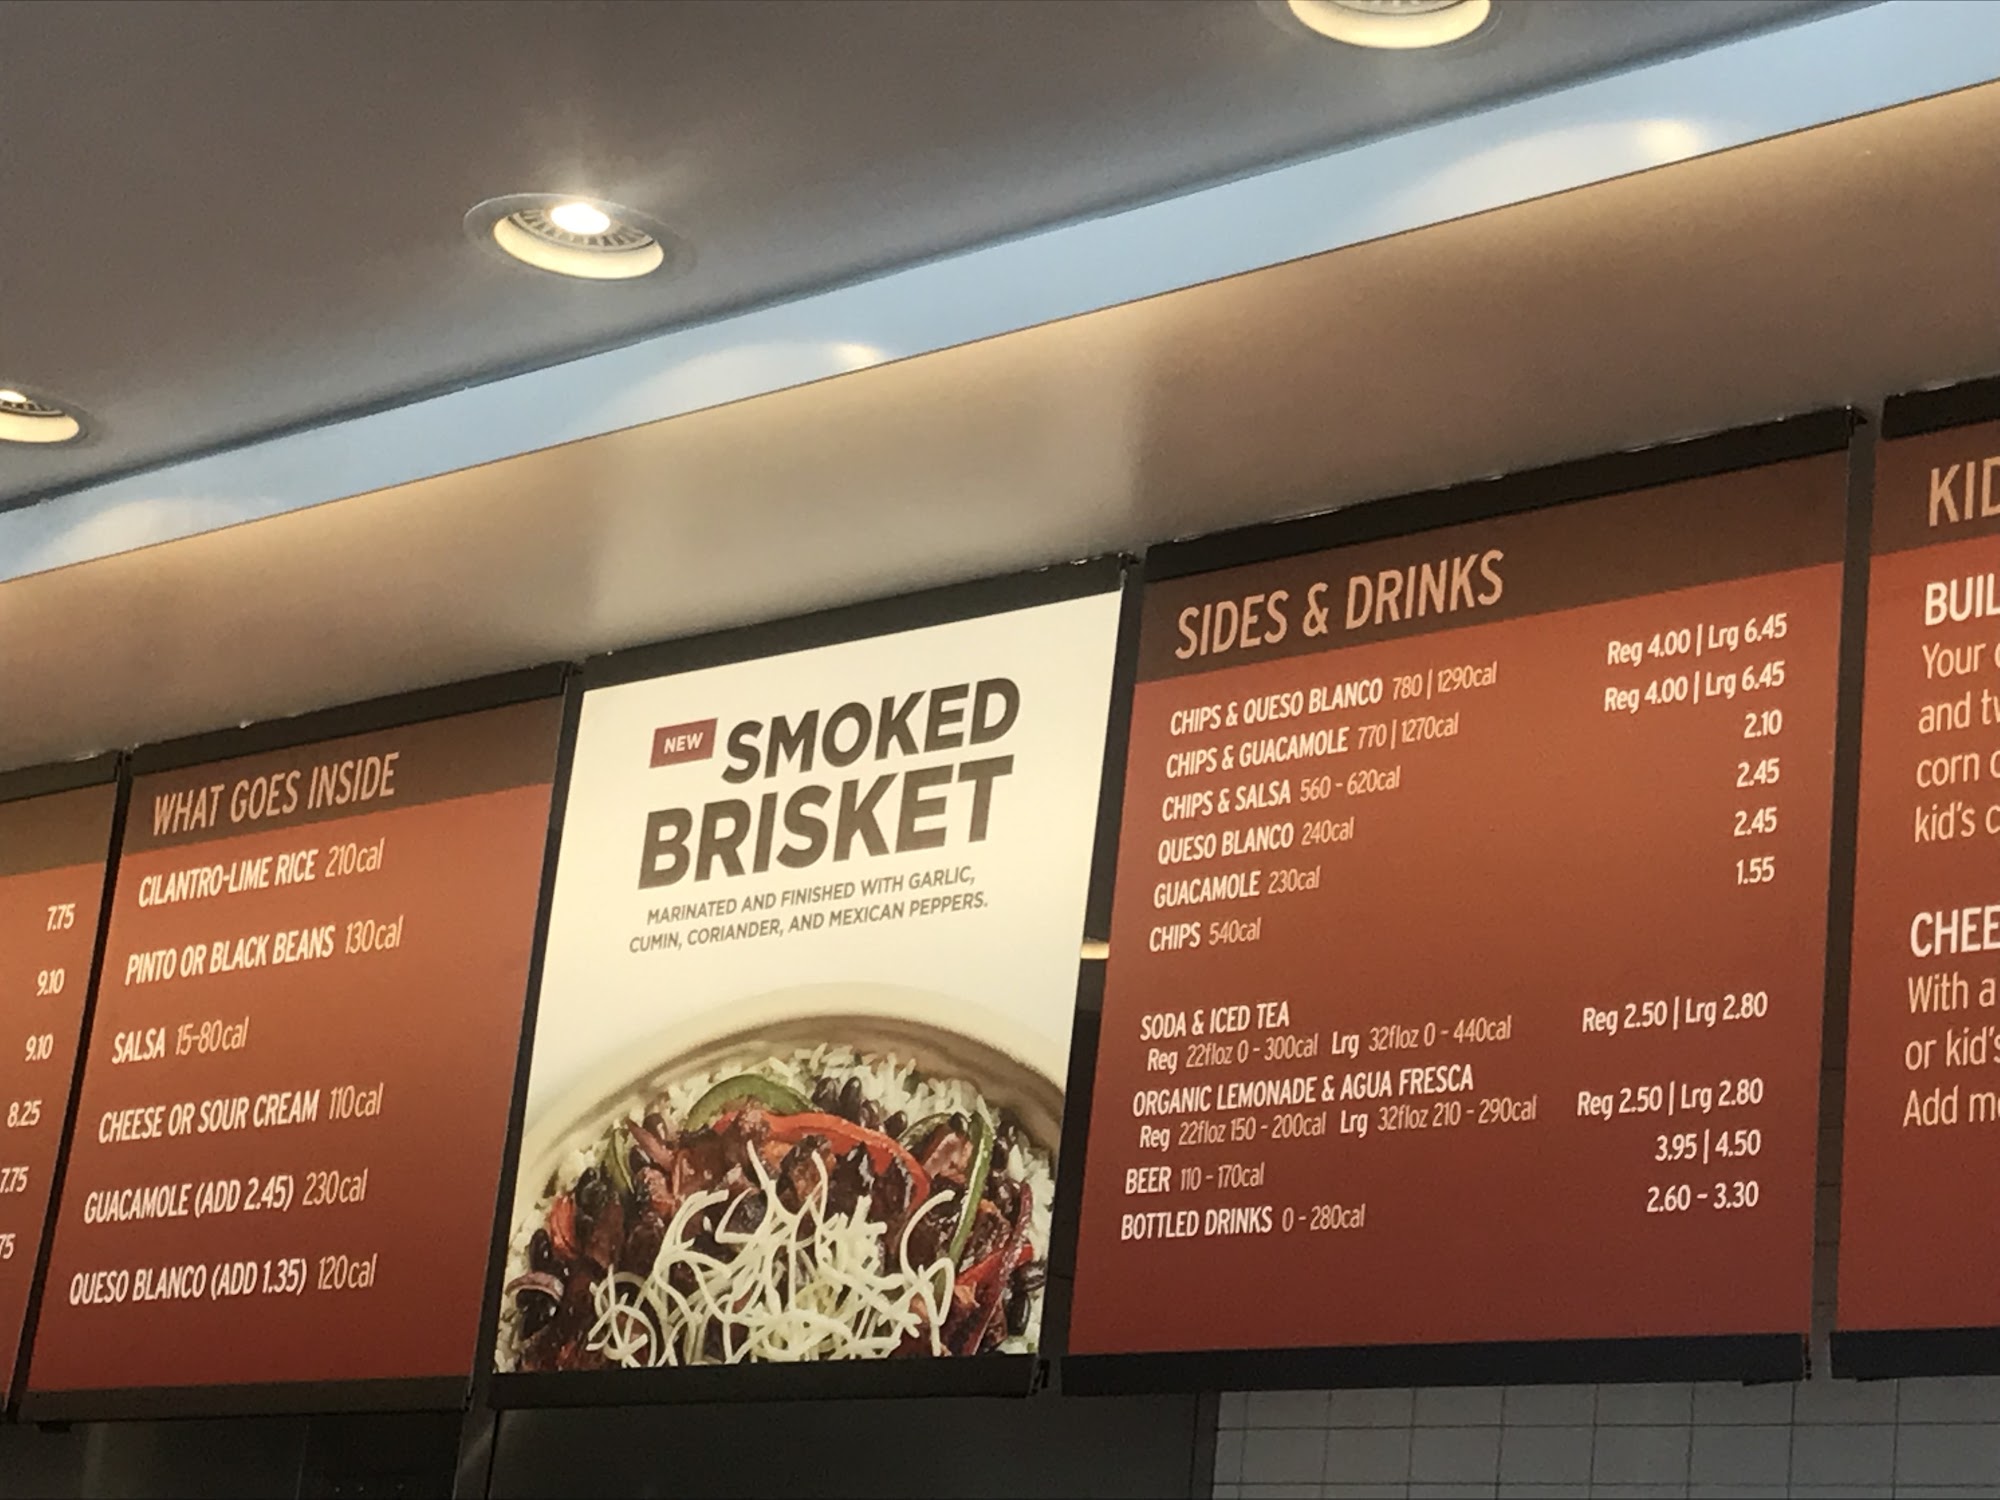 7.75
9.10
9.10
8.25
7.75
75
WHAT GOES INSIDE
CILANTRO-LIME RICE 210cal
PINTO OR BLACK BEANS 130cal
SALSA 15-80cal
CHEESE OR SOUR CREAM 110cal
GUACAMOLE (ADD 2.45) 230cal
QUESO BLANCO (ADD 1.35) 120cal
NEW SMOKED
BRISKET
MARINATED AND FINISHED WITH GARLIC,
CUMIN, CORIANDER, AND MEXICAN PEPPERS.
SIDES & DRINKS
CHIPS & QUESO BLANCO 780 | 1290cal Reg 4.00 | Lrg 6.45
CHIPS & GUACAMOLE 770 | 1270cal Reg 4.00 | Lrg 6.45
CHIPS & SALSA 560 - 620cal 2.10
QUESO BLANCO 240cal 2.45
GUACAMOLE 230cal 2.45
CHIPS 540cal 1.55
SODA & ICED TEA Reg 2.50 | Lrg 2.80
Reg 22floz 0 - 300cal Lrg 32floz 0 - 440cal
ORGANIC LEMONADE & AGUA FRESCA Reg 2.50 | Lrg 2.80
Reg 22floz 150 - 200cal Lrg 32floz 210 - 290cal
BEER 110 - 170cal 3.95 | 4.50
BOTTLED DRINKS 0 - 280cal 2.60 - 3.30
KID
BUIL
Your
and tw
corn
kid's c
CHEE
With a
or kid's
Add m